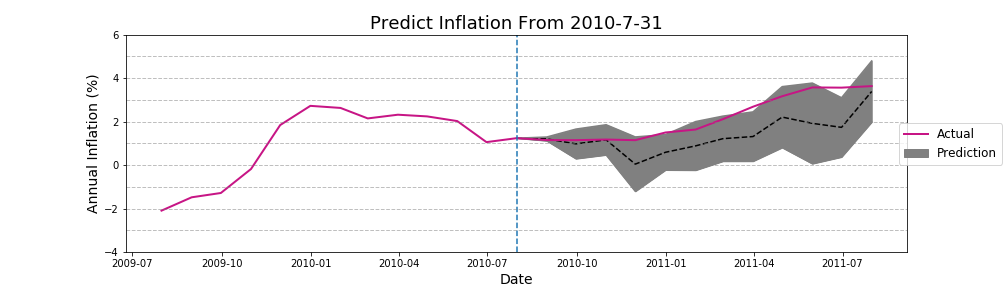 Predict Inflation From 2010-7-31
Annual Inflation (%)
6
4
2
0
−2
−4
2009-07 2009-10 2010-01 2010-04 2010-07 2010-10 2011-01 2011-04 2011-07
Date
Actual
Prediction